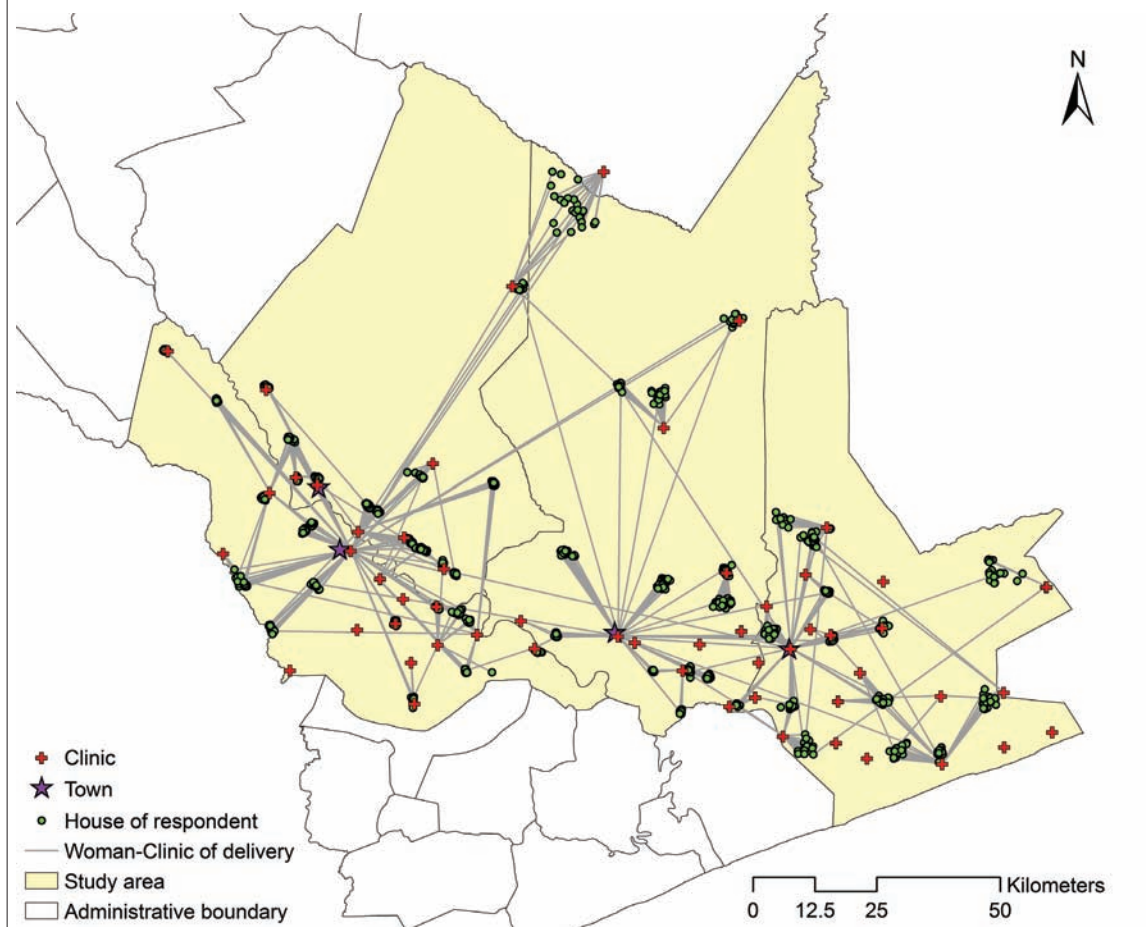 N
Clinic
Town
House of respondent
Woman-Clinic of delivery
Study area
Administrative boundary
Kilometers
0 12.5 25 50